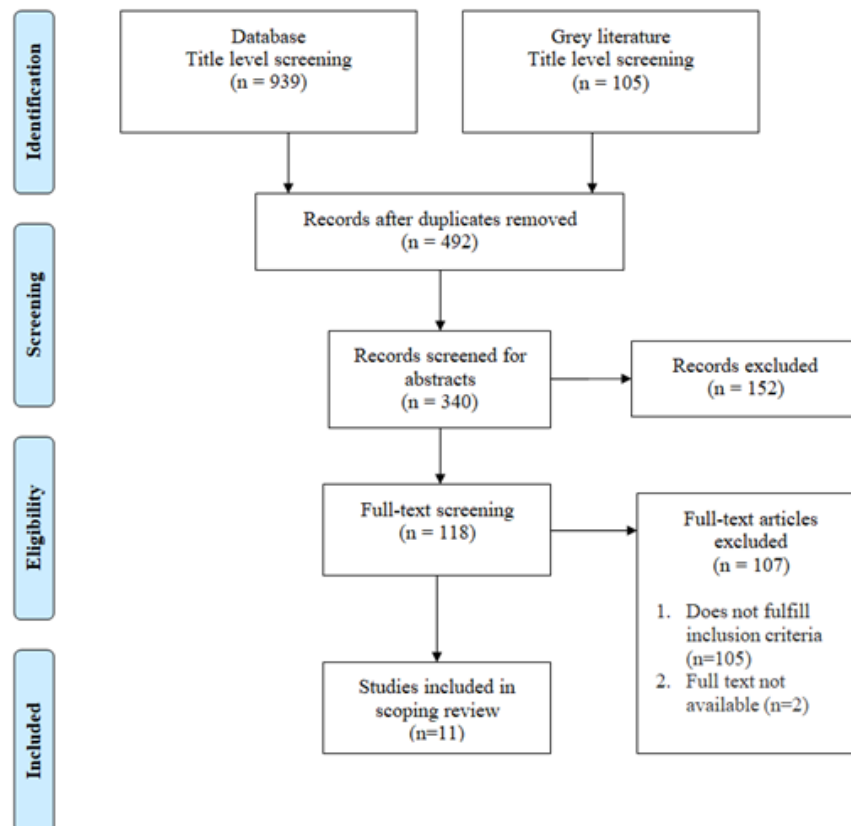 Identification
Database
Title level screening
(n = 939)
Grey literature
Title level screening
(n = 105)
Records after duplicates removed
(n = 492)
Screening
Records screened for
abstracts
(n = 340)
Records excluded
(n = 152)
Eligibility
Full-text screening
(n = 118)
Full-text articles
excluded
(n = 107)
1. Does not fulfill
inclusion criteria
(n=105)
2. Full text not
available (n=2)
Included
Studies included in
scoping review
(n=11)